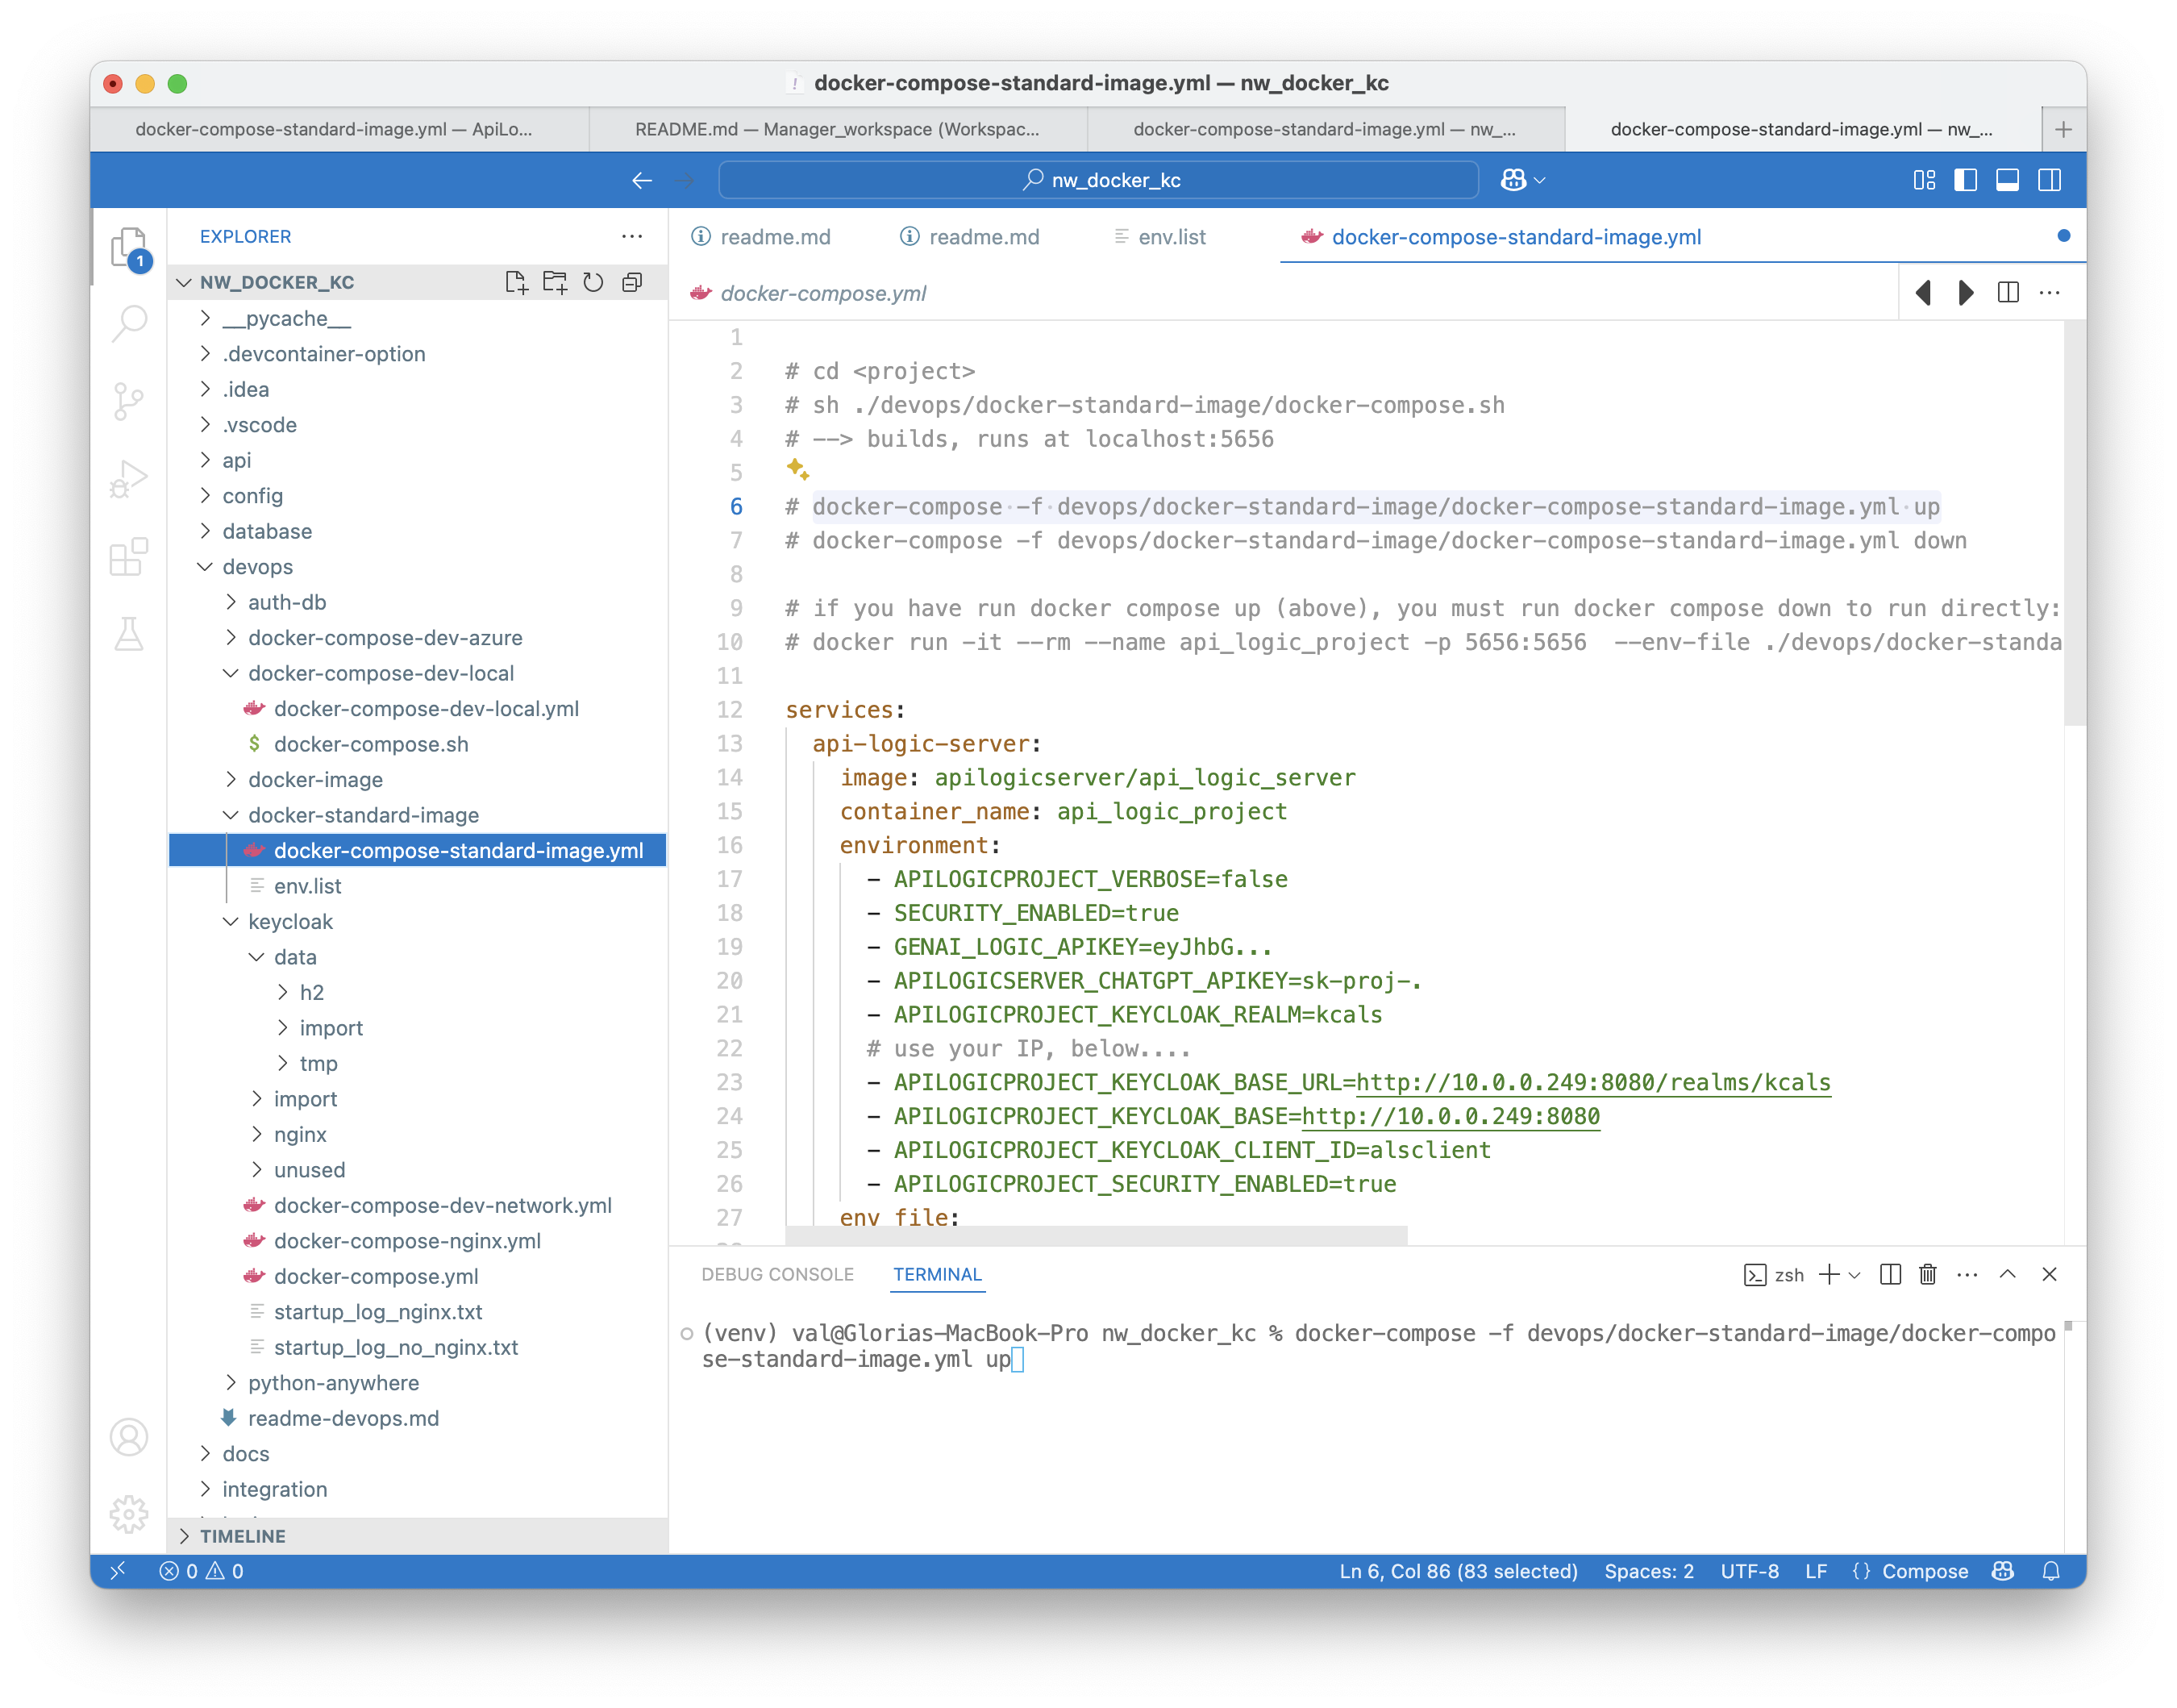 docker-compose-standard-image.yml — nw_docker_kc
docker-compose-standard-image.yml — ApiLo...
README.md — Manager_workspace (Workspac...
docker-compose-standard-image.yml — nw_...
docker-compose-standard-image.yml — nw_...
nw_docker_kc
EXPLORER
1
NW_DOCKER_KC
__pycache__
.devcontainer-option
.idea
.vscode
api
config
database
devops
auth-db
docker-compose-dev-azure
docker-compose-dev-local
docker-compose-dev-local.yml
$ docker-compose.sh
docker-image
docker-standard-image
docker-compose-standard-image.yml
env.list
keycloak
data
h2
import
tmp
import
nginx
unused
docker-compose-dev-network.yml
docker-compose-nginx.yml
docker-compose.yml
startup_log_nginx.txt
startup_log_no_nginx.txt
python-anywhere
readme-devops.md
docs
integration
TIMELINE
readme.md
readme.md
env.list
docker-compose-standard-image.yml
docker-compose.yml
1
2 # cd <project>
3 # sh ./devops/docker-standard-image/docker-compose.sh
4 # --> builds, runs at localhost:5656
5
6 # docker-compose -f devops/docker-standard-image/docker-compose-standard-image.yml up
7 # docker-compose -f devops/docker-standard-image/docker-compose-standard-image.yml down
8
9 # if you have run docker compose up (above), you must run docker compose down to run directly:
10 # docker run -it --rm --name api_logic_project -p 5656:5656  --env-file ./devops/docker-standa
11
12 services:
13 api-logic-server:
14 image: apilogicserver/api_logic_server
15 container_name: api_logic_project
16 environment:
17 - APILOGICPROJECT_VERBOSE=false
18 - SECURITY_ENABLED=true
19 - GENAI_LOGIC_APIKEY=eyJhbG...
20 - APILOGICSERVER_CHATGPT_APIKEY=sk-proj-.
21 - APILOGICPROJECT_KEYCLOAK_REALM=kcals
22 # use your IP, below....
23 - APILOGICPROJECT_KEYCLOAK_BASE_URL=http://10.0.0.249:8080/realms/kcals
24 - APILOGICPROJECT_KEYCLOAK_BASE=http://10.0.0.249:8080
25 - APILOGICPROJECT_KEYCLOAK_CLIENT_ID=alsclient
26 - APILOGICPROJECT_SECURITY_ENABLED=true
27 env_file:
DEBUG CONSOLE
TERMINAL
zsh
(venv) val@Glorias-MacBook-Pro nw_docker_kc % docker-compose -f devops/docker-standard-image/docker-compo
se-standard-image.yml up
0
0
Ln 6, Col 86 (83 selected)
Spaces: 2
UTF-8
LF
{} Compose